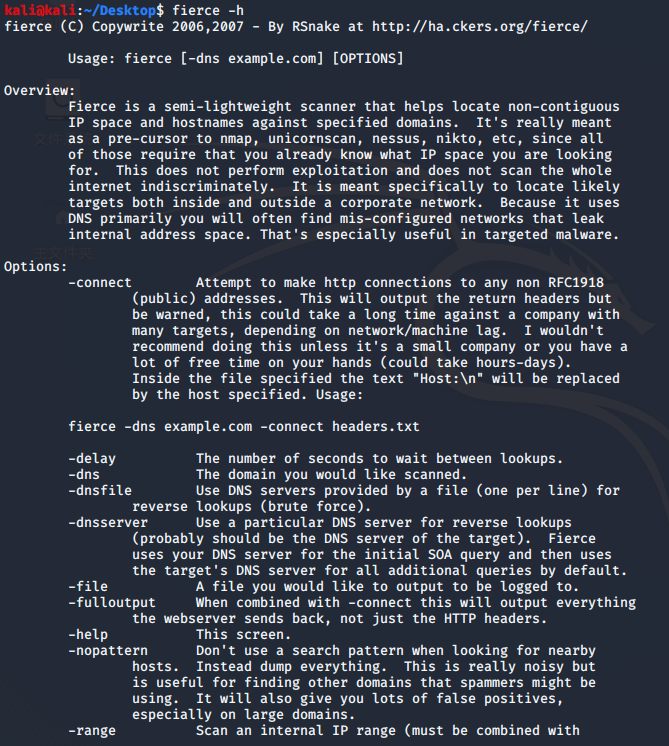 kali@kali:~/Desktop$ fierce -h
fierce (C) Copywrite 2006,2007 - By RSnake at http://ha.ckers.org/fierce/
Usage: fierce [-dns example.com] [OPTIONS]
Overview:
Fierce is a semi-lightweight scanner that helps locate non-contiguous
IP space and hostnames against specified domains.  It's really meant
as a pre-cursor to nmap, unicornscan, nessus, nikto, etc, since all
of those require that you already know what IP space you are looking
for.  This does not perform exploitation and does not scan the whole
internet indiscriminately.  It is meant specifically to locate likely
targets both inside and outside a corporate network.  Because it uses
DNS primarily you will often find mis-configured networks that leak
internal address space. That's especially useful in targeted malware.
Options:
-connect        Attempt to make http connections to any non RFC1918
(public) addresses.  This will output the return headers but
be warned, this could take a long time against a company with
many targets, depending on network/machine lag.  I wouldn't
recommend doing this unless it's a small company or you have a
lot of free time on your hands (could take hours-days).
Inside the file specified the text "Host:\n" will be replaced
by the host specified. Usage:
fierce -dns example.com -connect headers.txt
-delay          The number of seconds to wait between lookups.
-dns            The domain you would like scanned.
-dnsfile        Use DNS servers provided by a file (one per line) for
reverse lookups (brute force).
-dnsserver      Use a particular DNS server for reverse lookups
(probably should be the DNS server of the target).  Fierce
uses your DNS server for the initial SOA query and then uses
the target's DNS server for all additional queries by default.
-file           A file you would like to output to be logged to.
-fulloutput     When combined with -connect this will output everything
the webserver sends back, not just the HTTP headers.
-help           This screen.
-nopattern      Don't use a search pattern when looking for nearby
hosts.  Instead dump everything.  This is really noisy but
is useful for finding other domains that spammers might be
using.  It will also give you lots of false positives,
especially on large domains.
-range          Scan an internal IP range (must be combined with